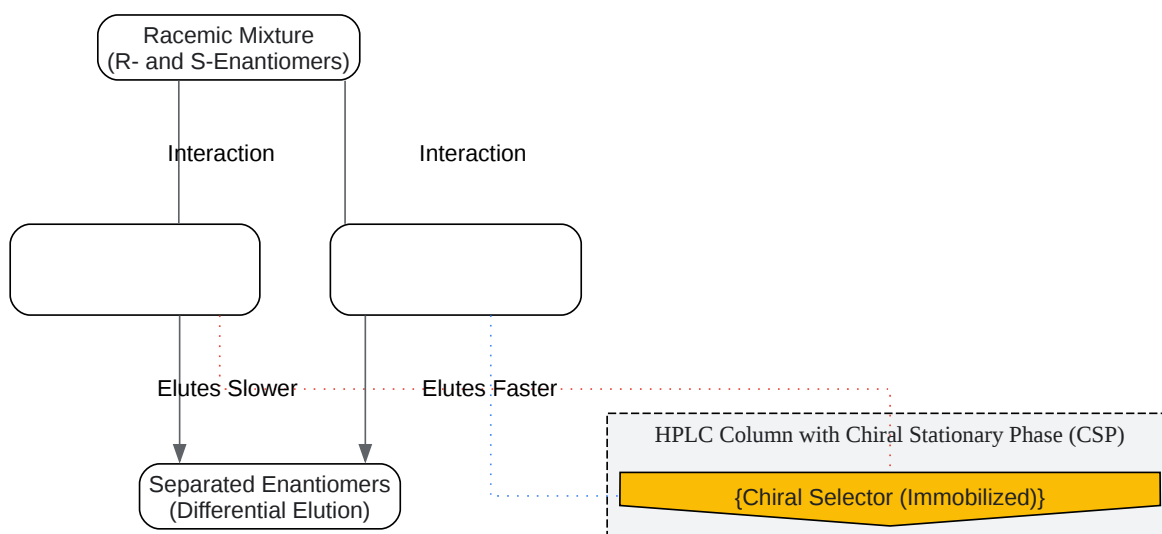 Racemic Mixture
(R- and S-Enantiomers)
Interaction
Interaction
Elutes Slower
Elutes Faster
HPLC Column with Chiral Stationary Phase (CSP)
{Chiral Selector (Immobilized)}
Separated Enantiomers
(Differential Elution)